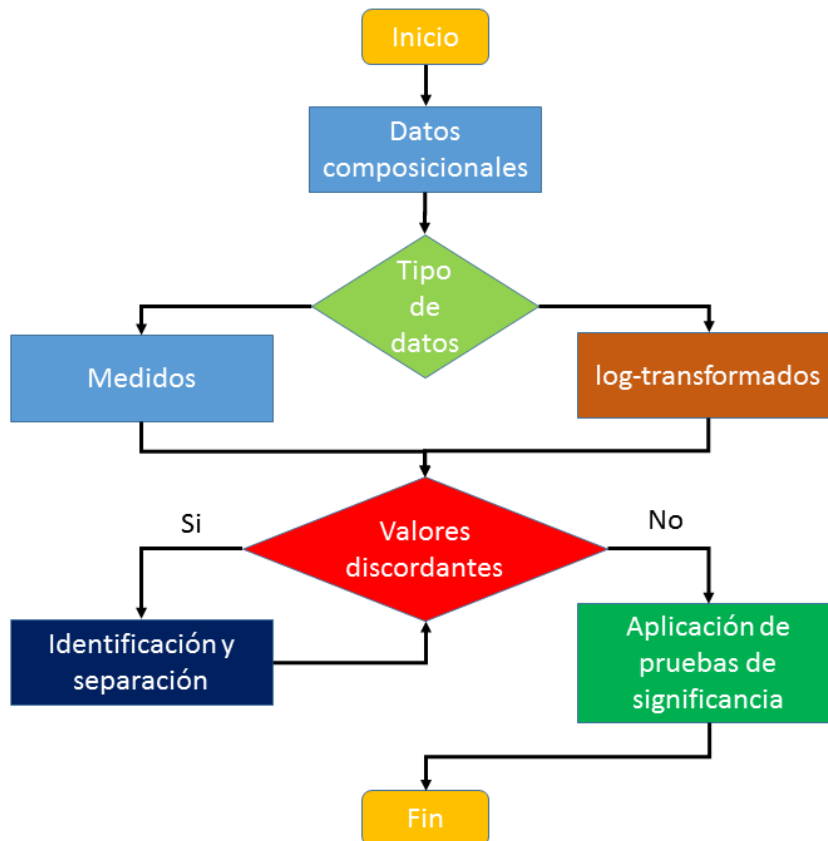 Inicio
Datos
composicionales
Tipo
de
datos
Medidos
log-transformados
Si
Valores
discordantes
No
Identificación y
separación
Aplicación de
pruebas de
significancia
Fin